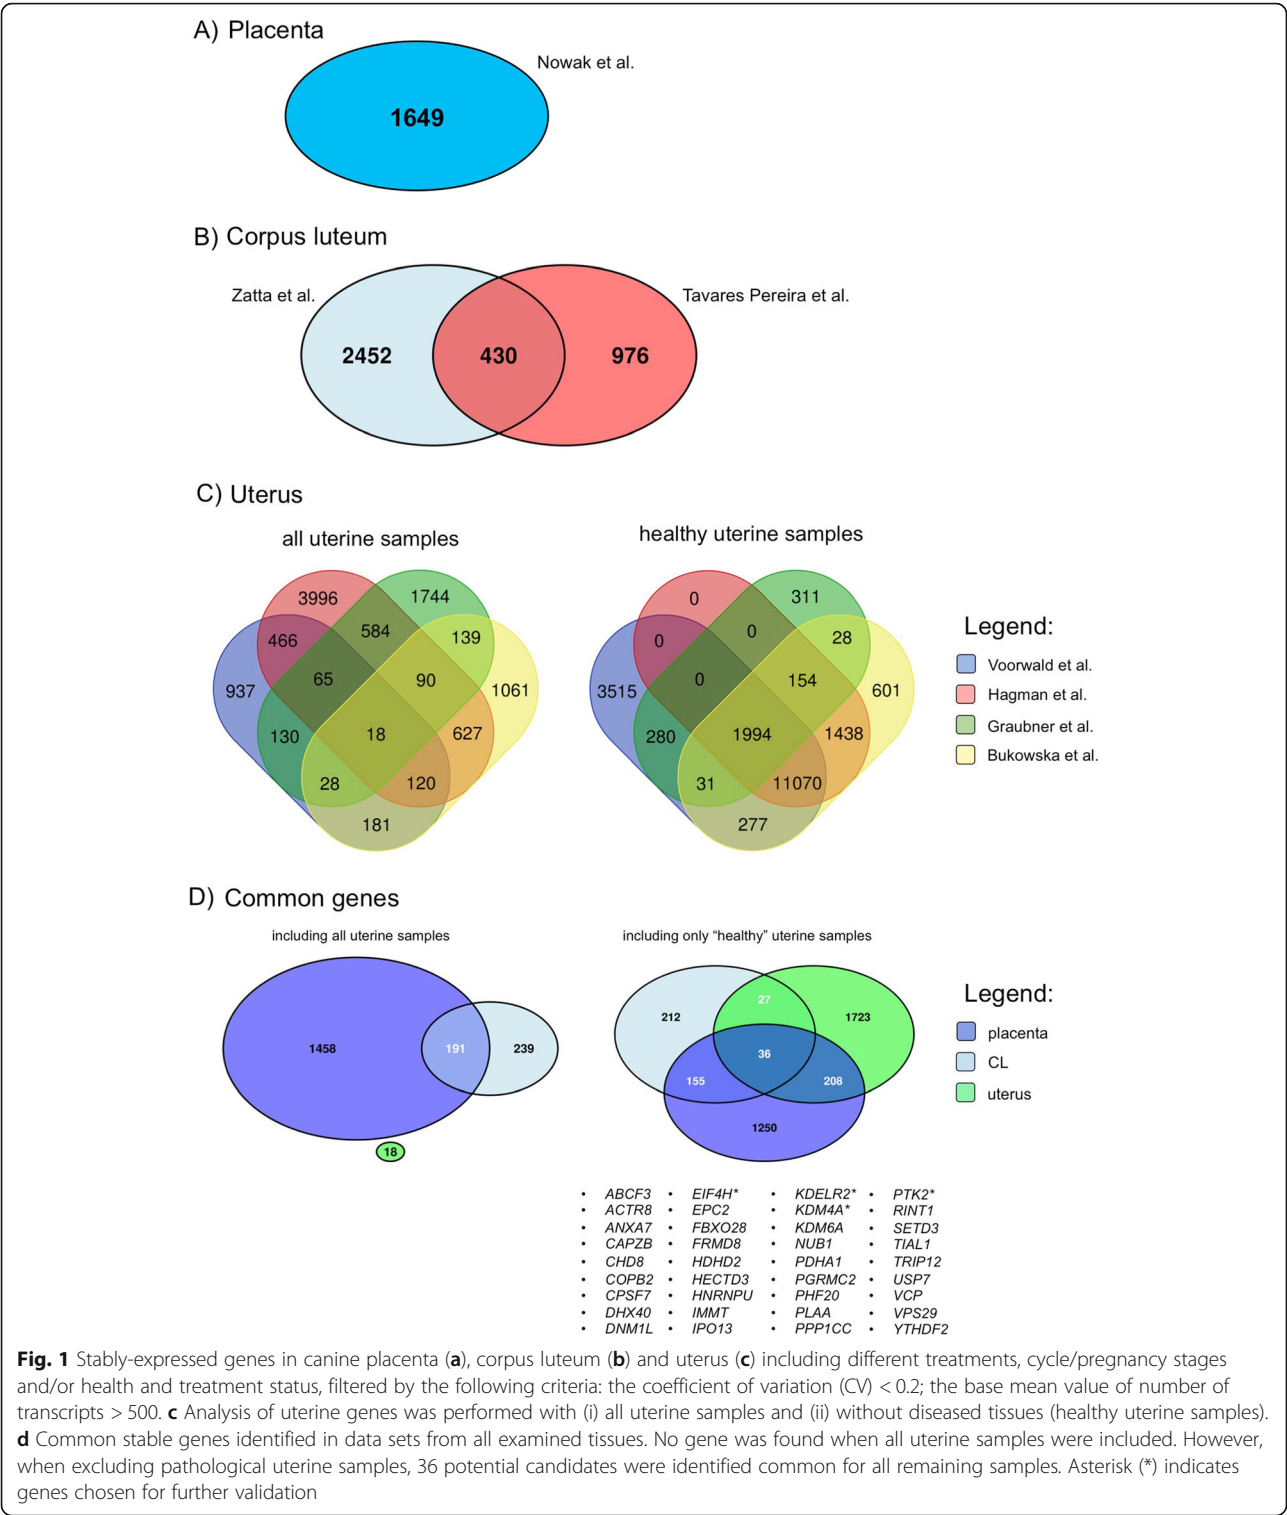 A) Placenta
Nowak et al.
1649
B) Corpus luteum
Zatta et al.
Tavares Pereira et al.
2452
430
976
C) Uterus
all uterine samples
3996
1744
466
584
139
937
65
90
1061
130
18
627
28
120
181
healthy uterine samples
0
311
0
0
28
3515
0
154
601
280
1994
1438
31
11070
277
Legend:
Voorwald et al.
Hagman et al.
Graubner et al.
Bukowska et al.
D) Common genes
including all uterine samples
1458
191
239
18
including only “healthy” uterine samples
27
212
1723
36
155
208
1250
Legend:
placenta
CL
uterus
• ABCF3 • EIF4H* • KDELR2* • PTK2*
• ACTR8 • EPC2 • KDM4A* • RINT1
• ANXA7 • FBXO28 • KDM6A • SETD3
• CAPZB • FRMD8 • NUB1 • TIAL1
• CHD8 • HDHD2 • PDHA1 • TRIP12
• COPB2 • HECTD3 • PGRMC2 • USP7
• CPSF7 • HNRNPU • PHF20 • VCP
• DHX40 • IMMT • PLAA • VPS29
• DNM1L • IPO13 • PPP1CC • YTHDF2
Fig. 1 Stably-expressed genes in canine placenta (a), corpus luteum (b) and uterus (c) including different treatments, cycle/pregnancy stages
and/or health and treatment status, filtered by the following criteria: the coefficient of variation (CV) < 0.2; the base mean value of number of
transcripts > 500. c Analysis of uterine genes was performed with (i) all uterine samples and (ii) without diseased tissues (healthy uterine samples).
d Common stable genes identified in data sets from all examined tissues. No gene was found when all uterine samples were included. However,
when excluding pathological uterine samples, 36 potential candidates were identified common for all remaining samples. Asterisk (*) indicates
genes chosen for further validation